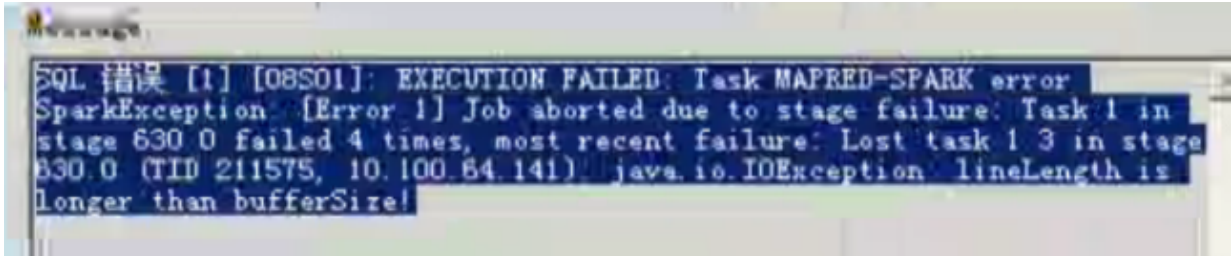 Message
SQL 错误 [1] [08S01]: EXECUTION FAILED: Task MAPRED-SPARK error
SparkException: [Error 1] Job aborted due to stage failure: Task 1 in
stage 630.0 failed 4 times, most recent failure: Lost task 1.3 in stage
630.0 (TID 211575, 10.100.64.141): java.io.IOException: lineLength is
longer than bufferSize!